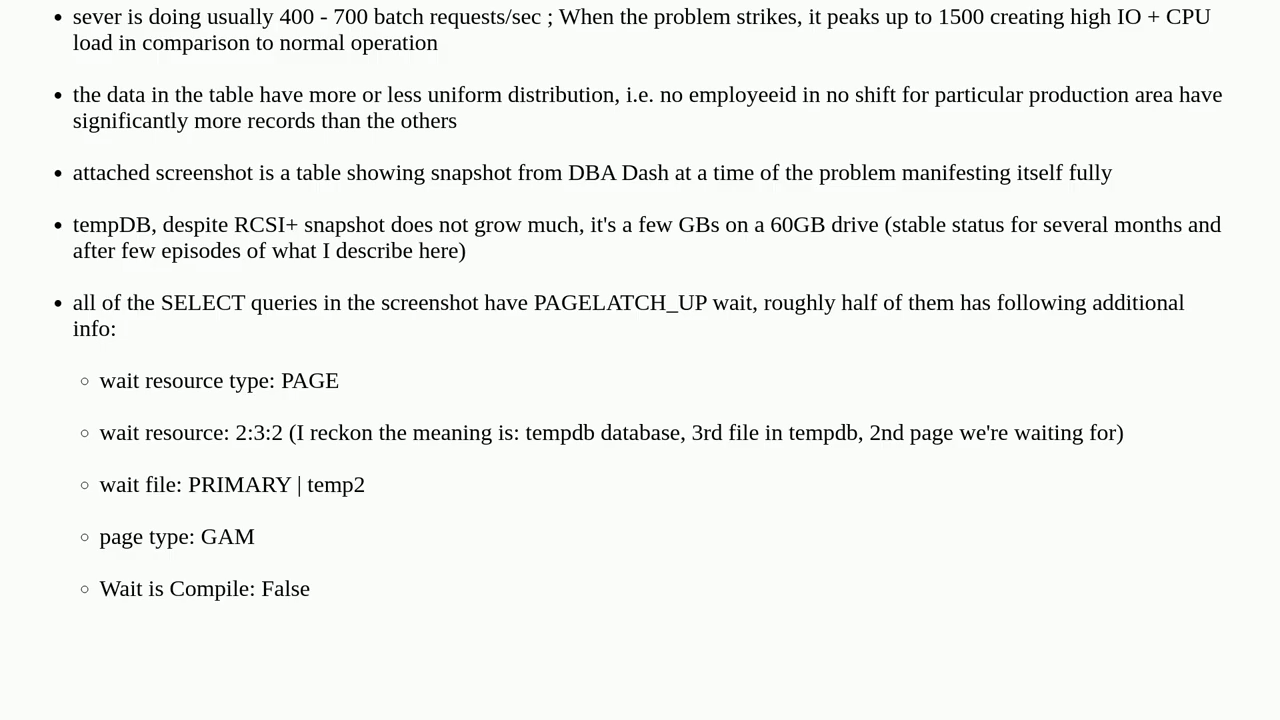 • sever is doing usually 400 - 700 batch requests/sec ; When the problem strikes, it peaks up to 1500 creating high IO + CPU
load in comparison to normal operation
• the data in the table have more or less uniform distribution, i.e. no employeeid in no shift for particular production area have
significantly more records than the others
• attached screenshot is a table showing snapshot from DBA Dash at a time of the problem manifesting itself fully
• tempDB, despite RCSI+ snapshot does not grow much, it's a few GBs on a 60GB drive (stable status for several months and
after few episodes of what I describe here)
• all of the SELECT queries in the screenshot have PAGELATCH_UP wait, roughly half of them has following additional
info:
◦ wait resource type: PAGE
◦ wait resource: 2:3:2 (I reckon the meaning is: tempdb database, 3rd file in tempdb, 2nd page we're waiting for)
◦ wait file: PRIMARY | temp2
◦ page type: GAM
◦ Wait is Compile: False